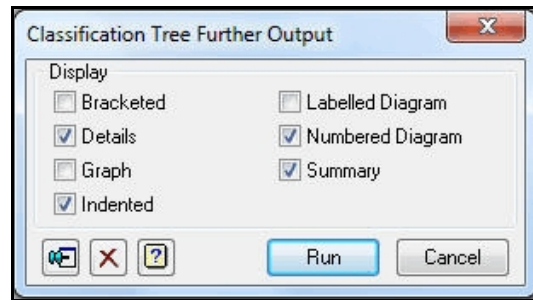 Classification Tree Further Output
Display
Bracketed
Labelled Diagram
Details
Numbered Diagram
Graph
Summary
Indented
?
Run
Cancel